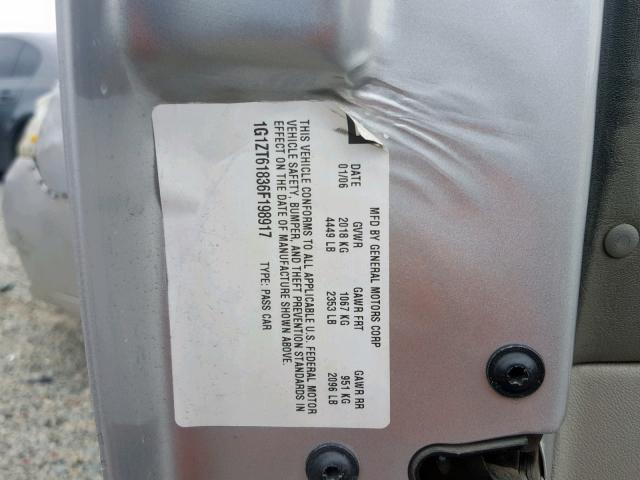 MFD BY GENERAL MOTORS CORP
DATE GVWR GAWR FRT GAWR RR
01/06 2018 KG 1067 KG 951 KG
4449 LB 2353 LB 2096 LB
THIS VEHICLE CONFORMS TO ALL APPLICABLE U.S. FEDERAL MOTOR
VEHICLE SAFETY, BUMPER, AND THEFT PREVENTION STANDARDS IN
EFFECT ON THE DATE OF MANUFACTURE SHOWN ABOVE.
1G1ZT61836F198917 TYPE: PASS CAR